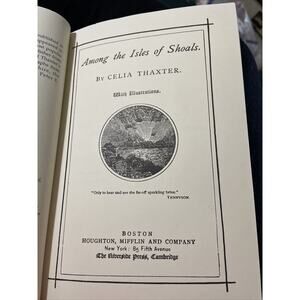 Among the Isles of Shoals.
BY CELIA THAXTER.
With Illustrations.
"Only to hear and see the far-off sparkling brine."
TENNYSON.
BOSTON
HOUGHTON, MIFFLIN AND COMPANY
New York: 85 Fifth Avenue
The Riverside Press, Cambridge